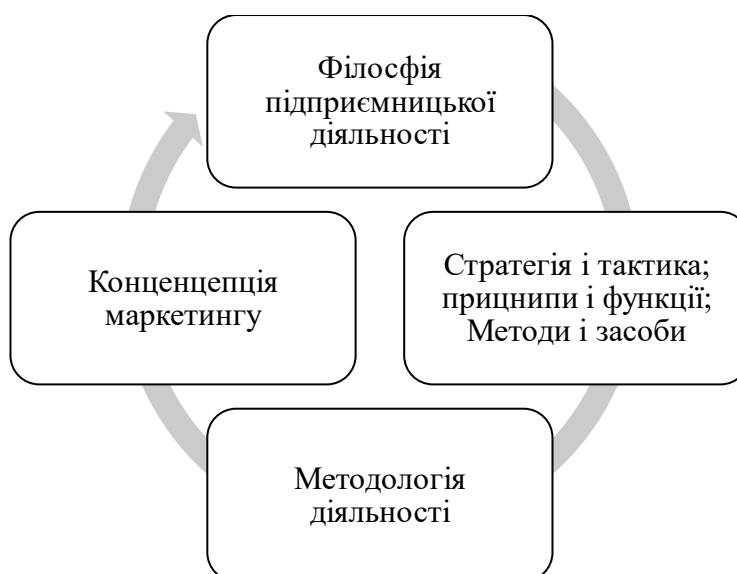 Філосфія
підприємницької
діяльності
Стратегія і тактика;
прицнипи і функції;
Методи і засоби
Методологія
діяльності
Конценцепція
маркетингу